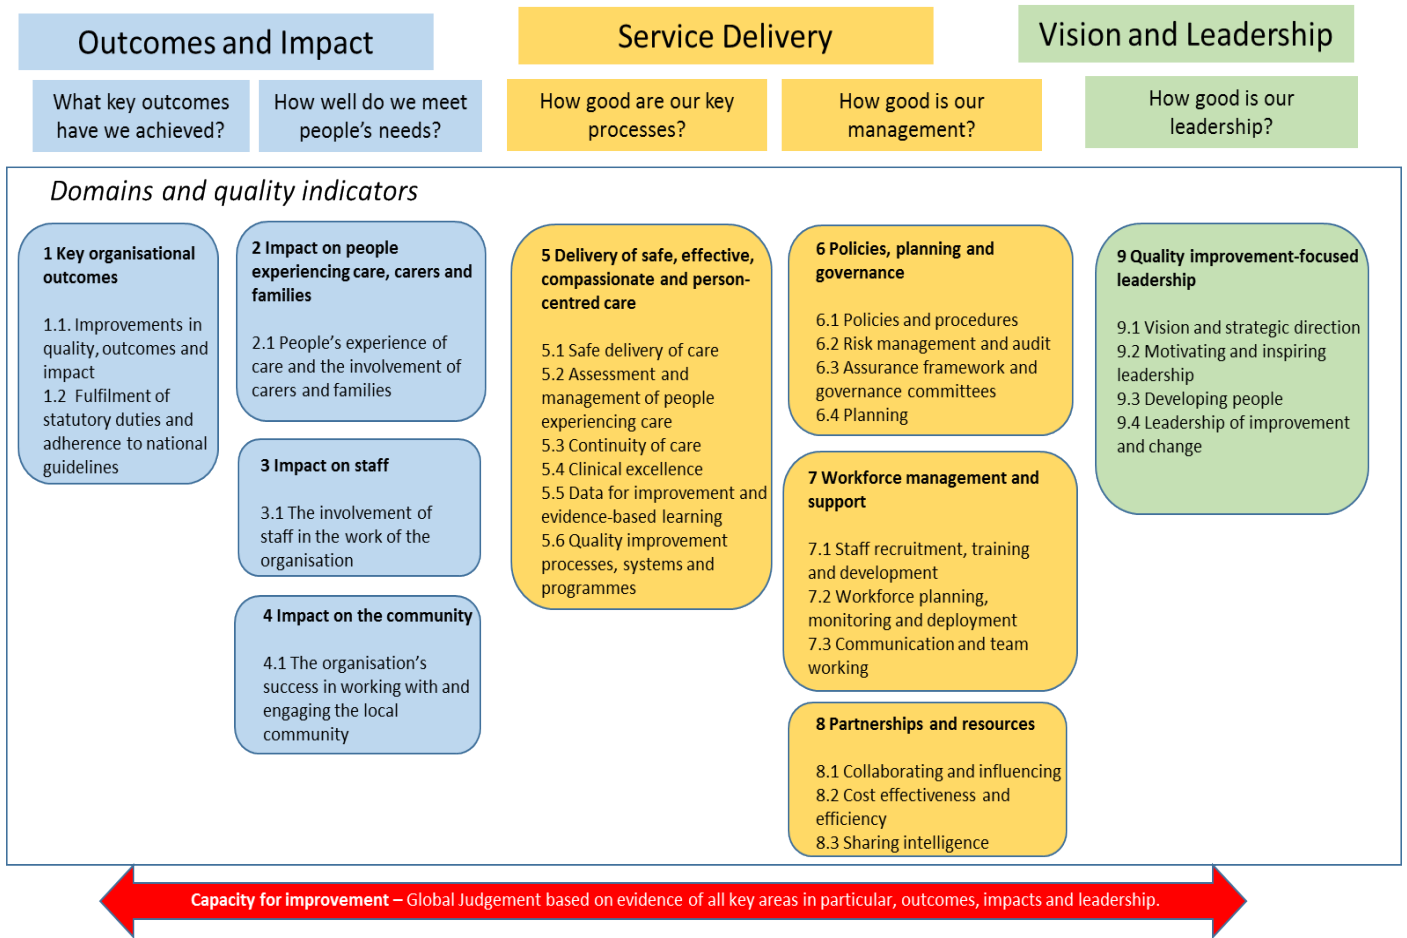 Outcomes and Impact
Service Delivery
Vision and Leadership
What key outcomes
have we achieved?
How well do we meet
people's needs?
How good are our key
processes?
How good is our
management?
How good is our
leadership?
Domains and quality indicators
1 Key organisational
outcomes
1.1. Improvements in
quality, outcomes and
impact
1.2 Fulfilment of
statutory duties and
adherence to national
guidelines
2 Impact on people
experiencing care, carers and
families
2.1 People's experience of
care and the involvement of
carers and families
3 Impact on staff
3.1 The involvement of
staff in the work of the
organisation
4 Impact on the community
4.1 The organisation's
success in working with and
engaging the local
community
5 Delivery of safe, effective,
compassionate and person-
centred care
5.1 Safe delivery of care
5.2 Assessment and
management of people
experiencing care
5.3 Continuity of care
5.4 Clinical excellence
5.5 Data for improvement and
evidence-based learning
5.6 Quality improvement
processes, systems and
programmes
6 Policies, planning and
governance
6.1 Policies and procedures
6.2 Risk management and audit
6.3 Assurance framework and
governance committees
6.4 Planning
7 Workforce management and
support
7.1 Staff recruitment, training
and development
7.2 Workforce planning,
monitoring and deployment
7.3 Communication and team
working
8 Partnerships and resources
8.1 Collaborating and influencing
8.2 Cost effectiveness and
efficiency
8.3 Sharing intelligence
9 Quality improvement-focused
leadership
9.1 Vision and strategic direction
9.2 Motivating and inspiring
leadership
9.3 Developing people
9.4 Leadership of improvement
and change
Capacity for improvement – Global Judgement based on evidence of all key areas in particular, outcomes, impacts and leadership.